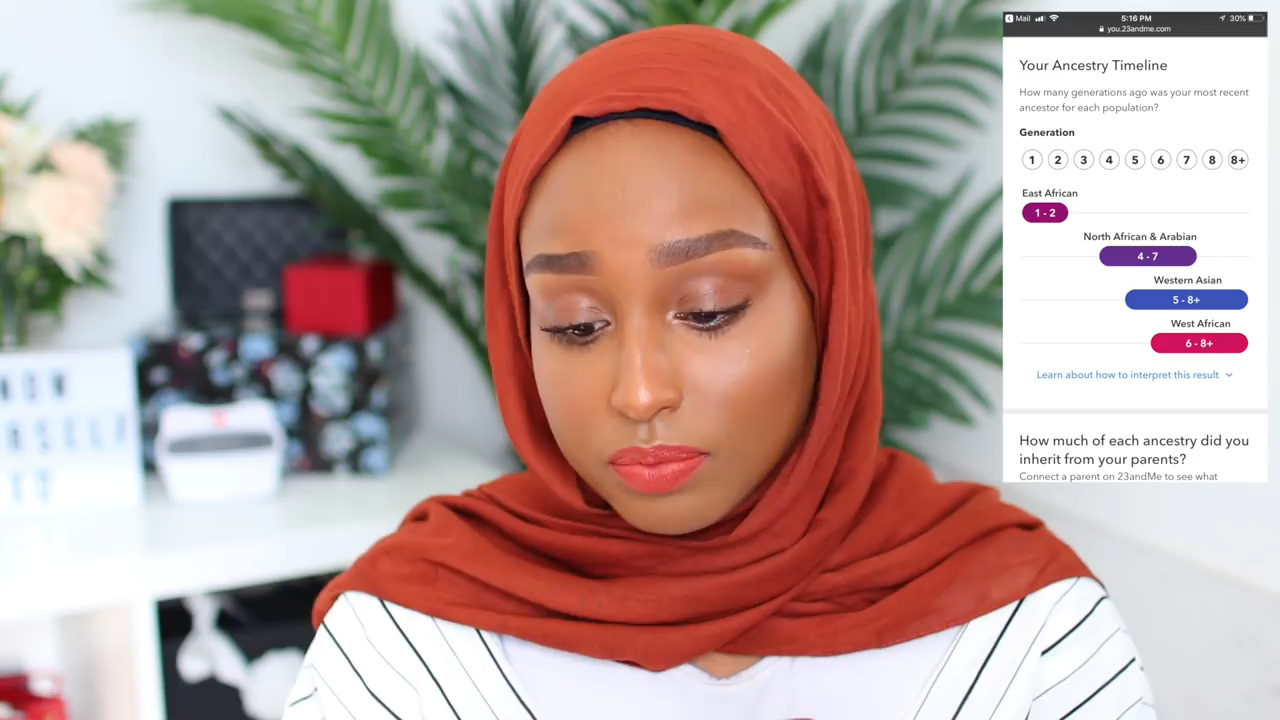 Mail
5:16 PM
30%
you.23andme.com
Your Ancestry Timeline
How many generations ago was your most recent
ancestor for each population?
Generation
1 2 3 4 5 6 7 8 8+
East African
1 - 2
North African & Arabian
4 - 7
Western Asian
5 - 8+
West African
6 - 8+
Learn about how to interpret this result
How much of each ancestry did you
inherit from your parents?
Connect a parent on 23andMe to see what